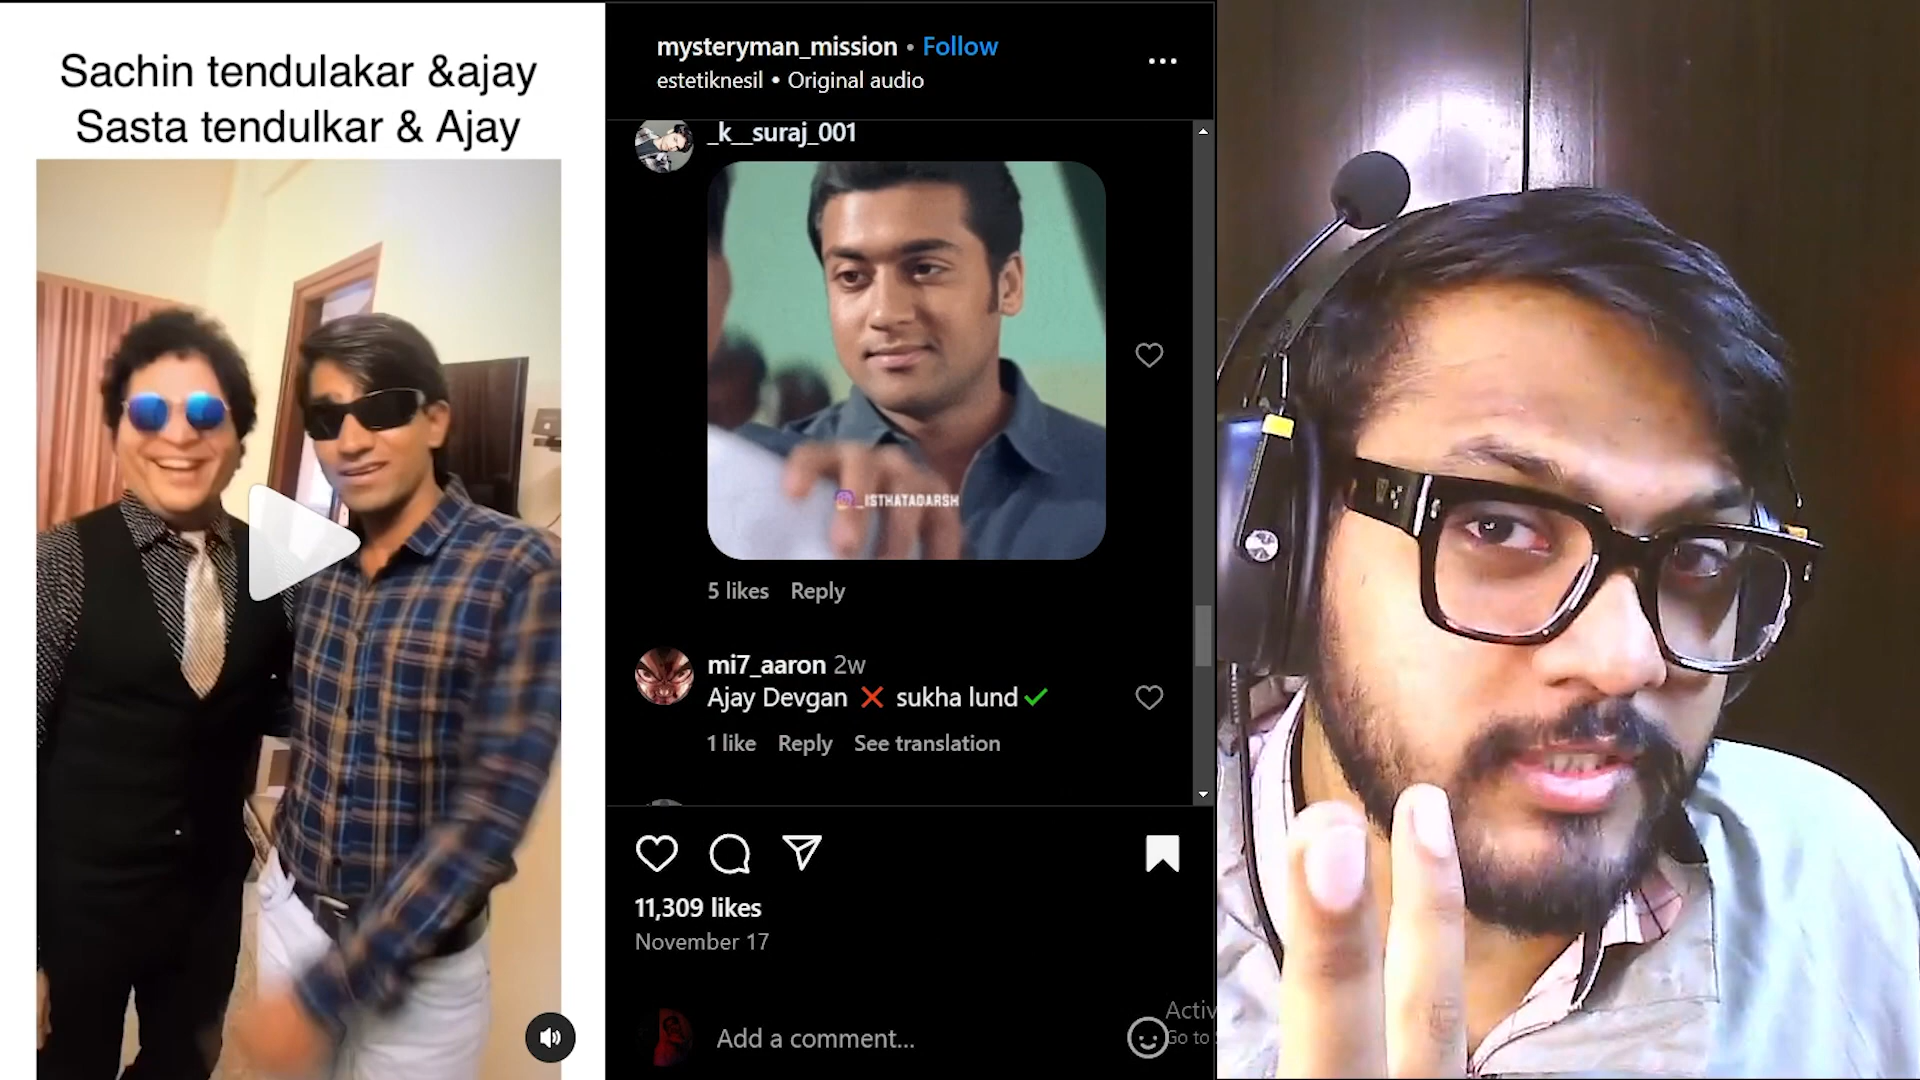 Sachin tendulakar &ajay
Sasta tendulkar & Ajay
mysteryman_mission • Follow
estetiknesil • Original audio
_k__suraj_001
_ISTHATADARSH
5 likes Reply
mi7_aaron 2w
Ajay Devgan ❌ sukha lund ✔
1 like Reply See translation
11,309 likes
November 17
Add a comment...
Activ
Go to S